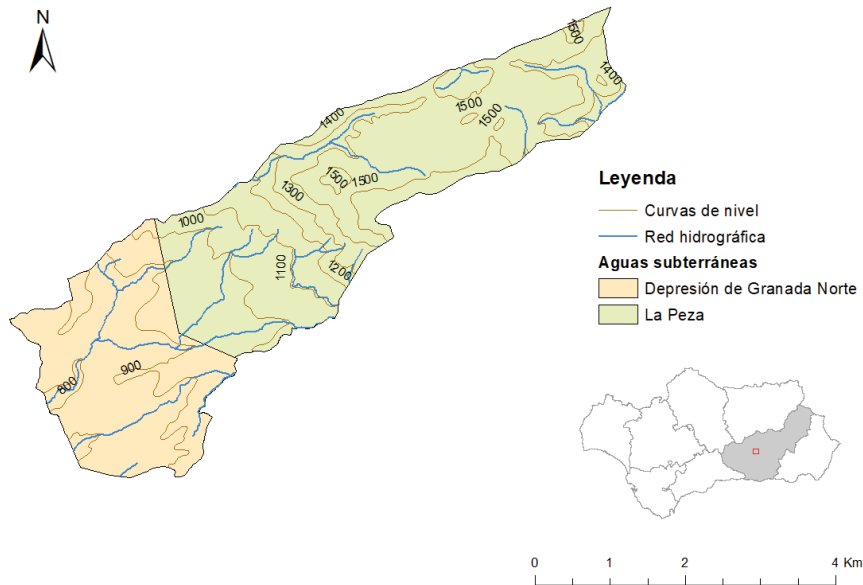 N
1500
1400
1400
1500
1500
1500
1500
1300
1000
1100
1200
900
800
Leyenda
Curvas de nivel
Red hidrográfica
Aguas subterráneas
Depresión de Granada Norte
La Peza
0 1 2 4 Km